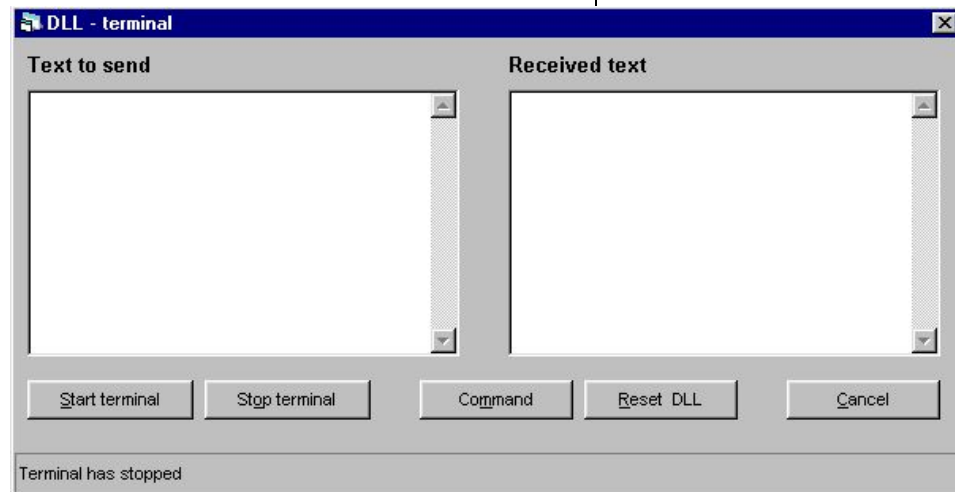 DLL - terminal
Text to send
Received text
Start terminal
Stop terminal
Command
Reset DLL
Cancel
Terminal has stopped